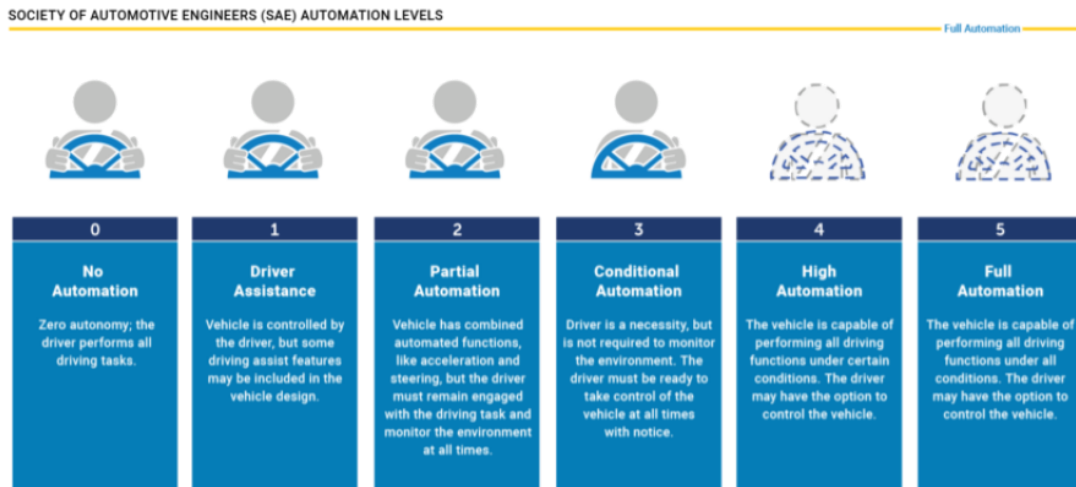 SOCIETY OF AUTOMOTIVE ENGINEERS (SAE) AUTOMATION LEVELS
Full Automation
0
No
Automation
Zero autonomy; the
driver performs all
driving tasks.
1
Driver
Assistance
Vehicle is controlled by
the driver, but some
driving assist features
may be included in the
vehicle design.
2
Partial
Automation
Vehicle has combined
automated functions,
like acceleration and
steering, but the driver
must remain engaged
with the driving task and
monitor the environment
at all times.
3
Conditional
Automation
Driver is a necessity, but
is not required to monitor
the environment. The
driver must be ready to
take control of the
vehicle at all times
with notice.
4
High
Automation
The vehicle is capable of
performing all driving
functions under certain
conditions. The driver
may have the option to
control the vehicle.
5
Full
Automation
The vehicle is capable of
performing all driving
functions under all
conditions. The driver
may have the option to
control the vehicle.